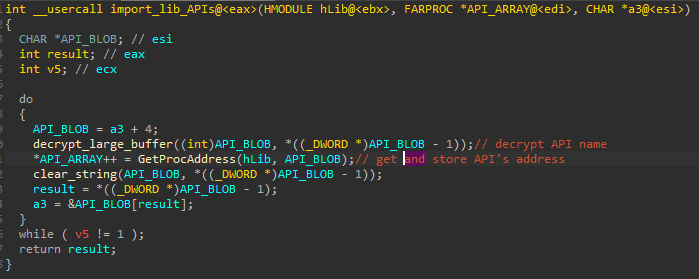 int __usercall import_lib_APIs@<eax>(HMODULE hLib@<ebx>, FARPROC *API_ARRAY@<edi>, CHAR *a3@<esi>)
{
CHAR *API_BLOB; // esi
int result; // eax
int v5; // ecx
do
{
API_BLOB = a3 + 4;
decrypt_large_buffer((int)API_BLOB, *((_DWORD *)API_BLOB - 1));// decrypt API name
*API_ARRAY++ = GetProcAddress(hLib, API_BLOB);// get and store API's address
clear_string(API_BLOB, *((_DWORD *)API_BLOB - 1));
result = *((_DWORD *)API_BLOB - 1);
a3 = &API_BLOB[result];
}
while ( v5 != 1 );
return result;
}